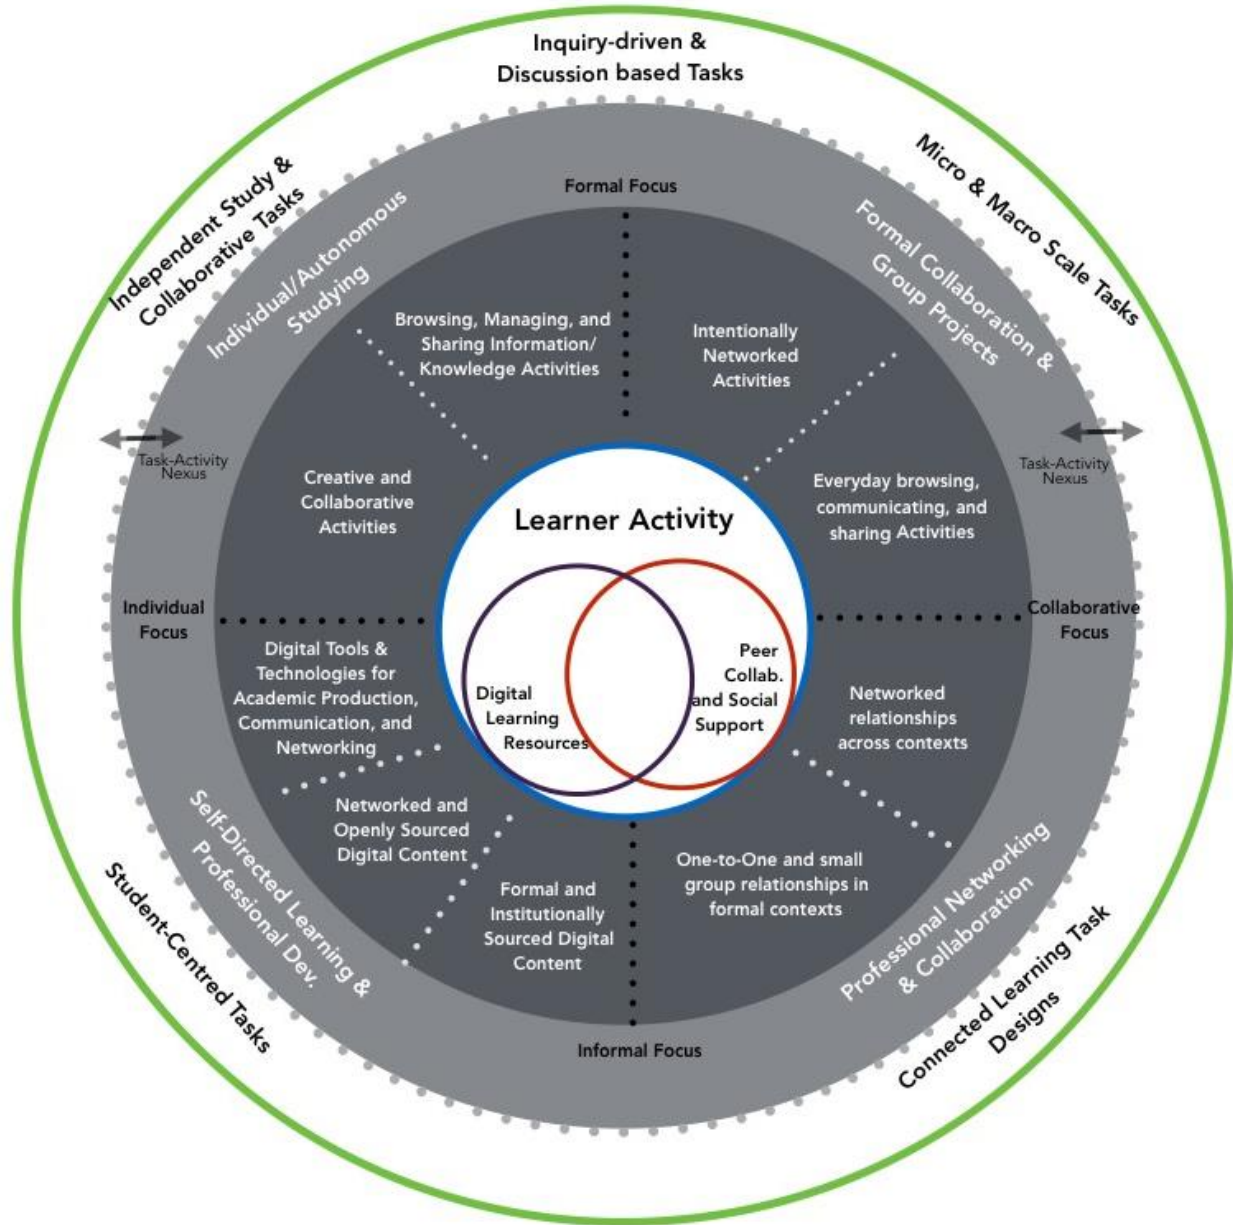 Inquiry-driven &
Discussion based Tasks
Independent Study &
Collaborative Tasks
Micro & Macro Scale Tasks
Individual/Autonomous
Studying
Formal Focus
Formal Collaboration &
Group Projects
Browsing, Managing, and
Sharing Information/
Knowledge Activities
Intentionally
Networked
Activities
Task-Activity
Nexus
Task-Activity
Nexus
Creative and
Collaborative
Activities
Everyday browsing,
communicating, and
sharing Activities
Learner Activity
Individual
Focus
Collaborative
Focus
Digital Tools &
Technologies for
Academic Production,
Communication, and
Networking
Digital
Learning
Resources
Peer
Collab.
and Social
Support
Networked
relationships
across contexts
Networked and
Openly Sourced
Digital Content
Formal and
Institutionally
Sourced Digital
Content
One-to-One and small
group relationships in
formal contexts
Self-Directed Learning &
Professional Dev.
Professional Networking
& Collaboration
Student-Centred Tasks
Connected Learning Task
Designs
Informal Focus